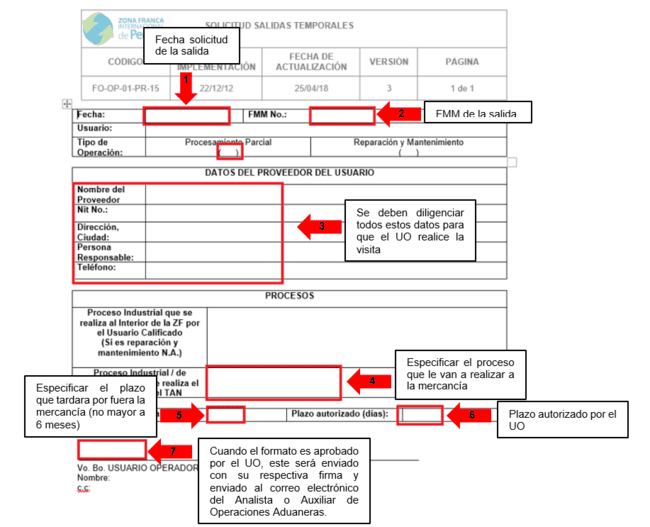 ZONA FRANCA
INTERNACIONAL
de Pe
SOLICITUD SALIDAS TEMPORALES
Fecha solicitud
de la salida
CÓDIGO
IMPLEMENTACIÓN
FECHA DE
ACTUALIZACIÓN
VERSIÓN
PÁGINA
1
FO-OP-01-PR-15
22/12/12
25/04/18
3
1 de 1
Fecha:
FMM No.:
2
FMM de la salida
Usuario:
Tipo de
Operación:
Procesamiento Parcial
( )
Reparación y Mantenimiento
( )
DATOS DEL PROVEEDOR DEL USUARIO
Nombre del
Proveedor
Nit No.:
Dirección,
Ciudad:
Persona
Responsable:
Teléfono:
3
Se deben diligenciar
todos estos datos para
que el UO realice la
visita
PROCESOS
Proceso Industrial que se
realiza al Interior de la ZF por
el Usuario Calificado
(Si es reparación y
mantenimiento N.A.)
Proceso Industrial / de
e realiza el
el TAN
4
Especificar el proceso
que le van a realizar a
la mercancía
Especificar el plazo
que tardara por fuera la
mercancía (no mayor a
6 meses)
5
Plazo autorizado (días):
6
Plazo autorizado por el
UO
7
Cuando el formato es aprobado
por el UO, este será enviado
con su respectiva firma y
enviado al correo electrónico
del Analista o Auxiliar de
Operaciones Aduaneras.
Vo. Bo. USUARIO OPERADOR
Nombre:
c.c: